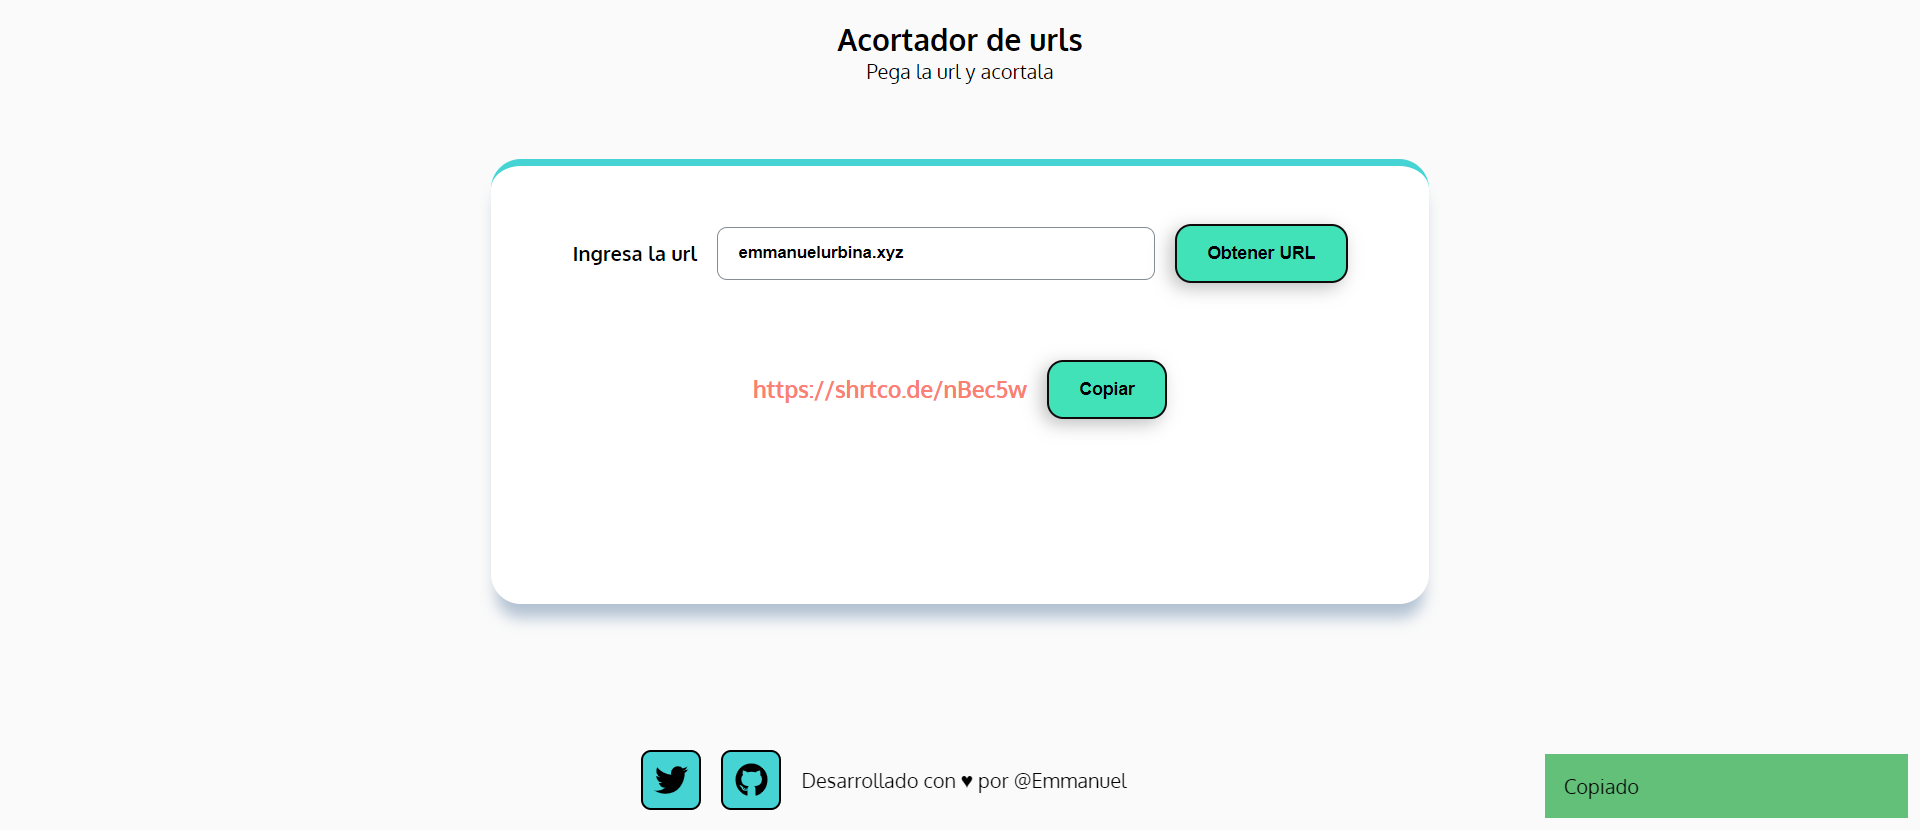 Acortador de urls
Pega la url y acortala
Ingresa la url
emmanuelurbina.xyz
Obtener URL
https://shrtco.de/nBec5w
Copiar
Desarrollado con ♥ por @Emmanuel
Copiado